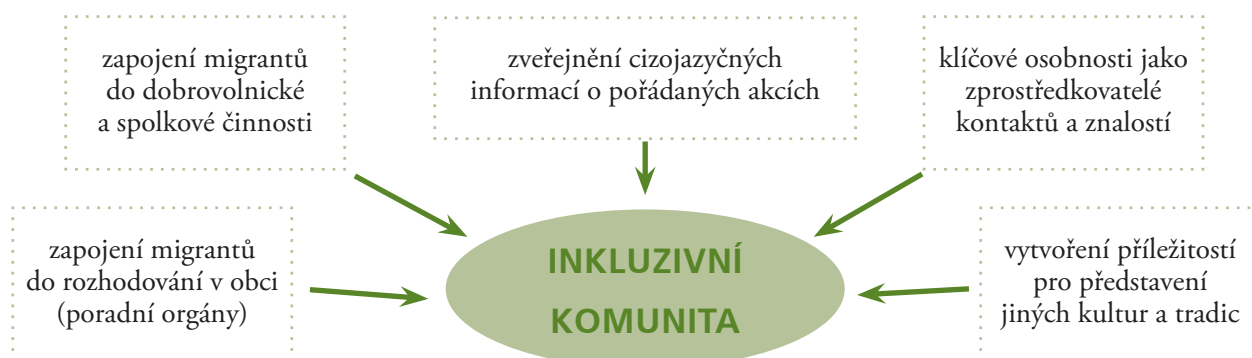 zapojení migrantů
do dobrovolnické
a spolkové činnosti
zveřejnění cizojazyčných
informací o pořádaných akcích
klíčové osobnosti jako
zprostředkovatelé
kontaktů a znalostí
zapojení migrantů
do rozhodování v obci
(poradní orgány)
INKLUZIVNÍ
KOMUNITA
vytvoření příležitostí
pro představení
jiných kultur a tradic